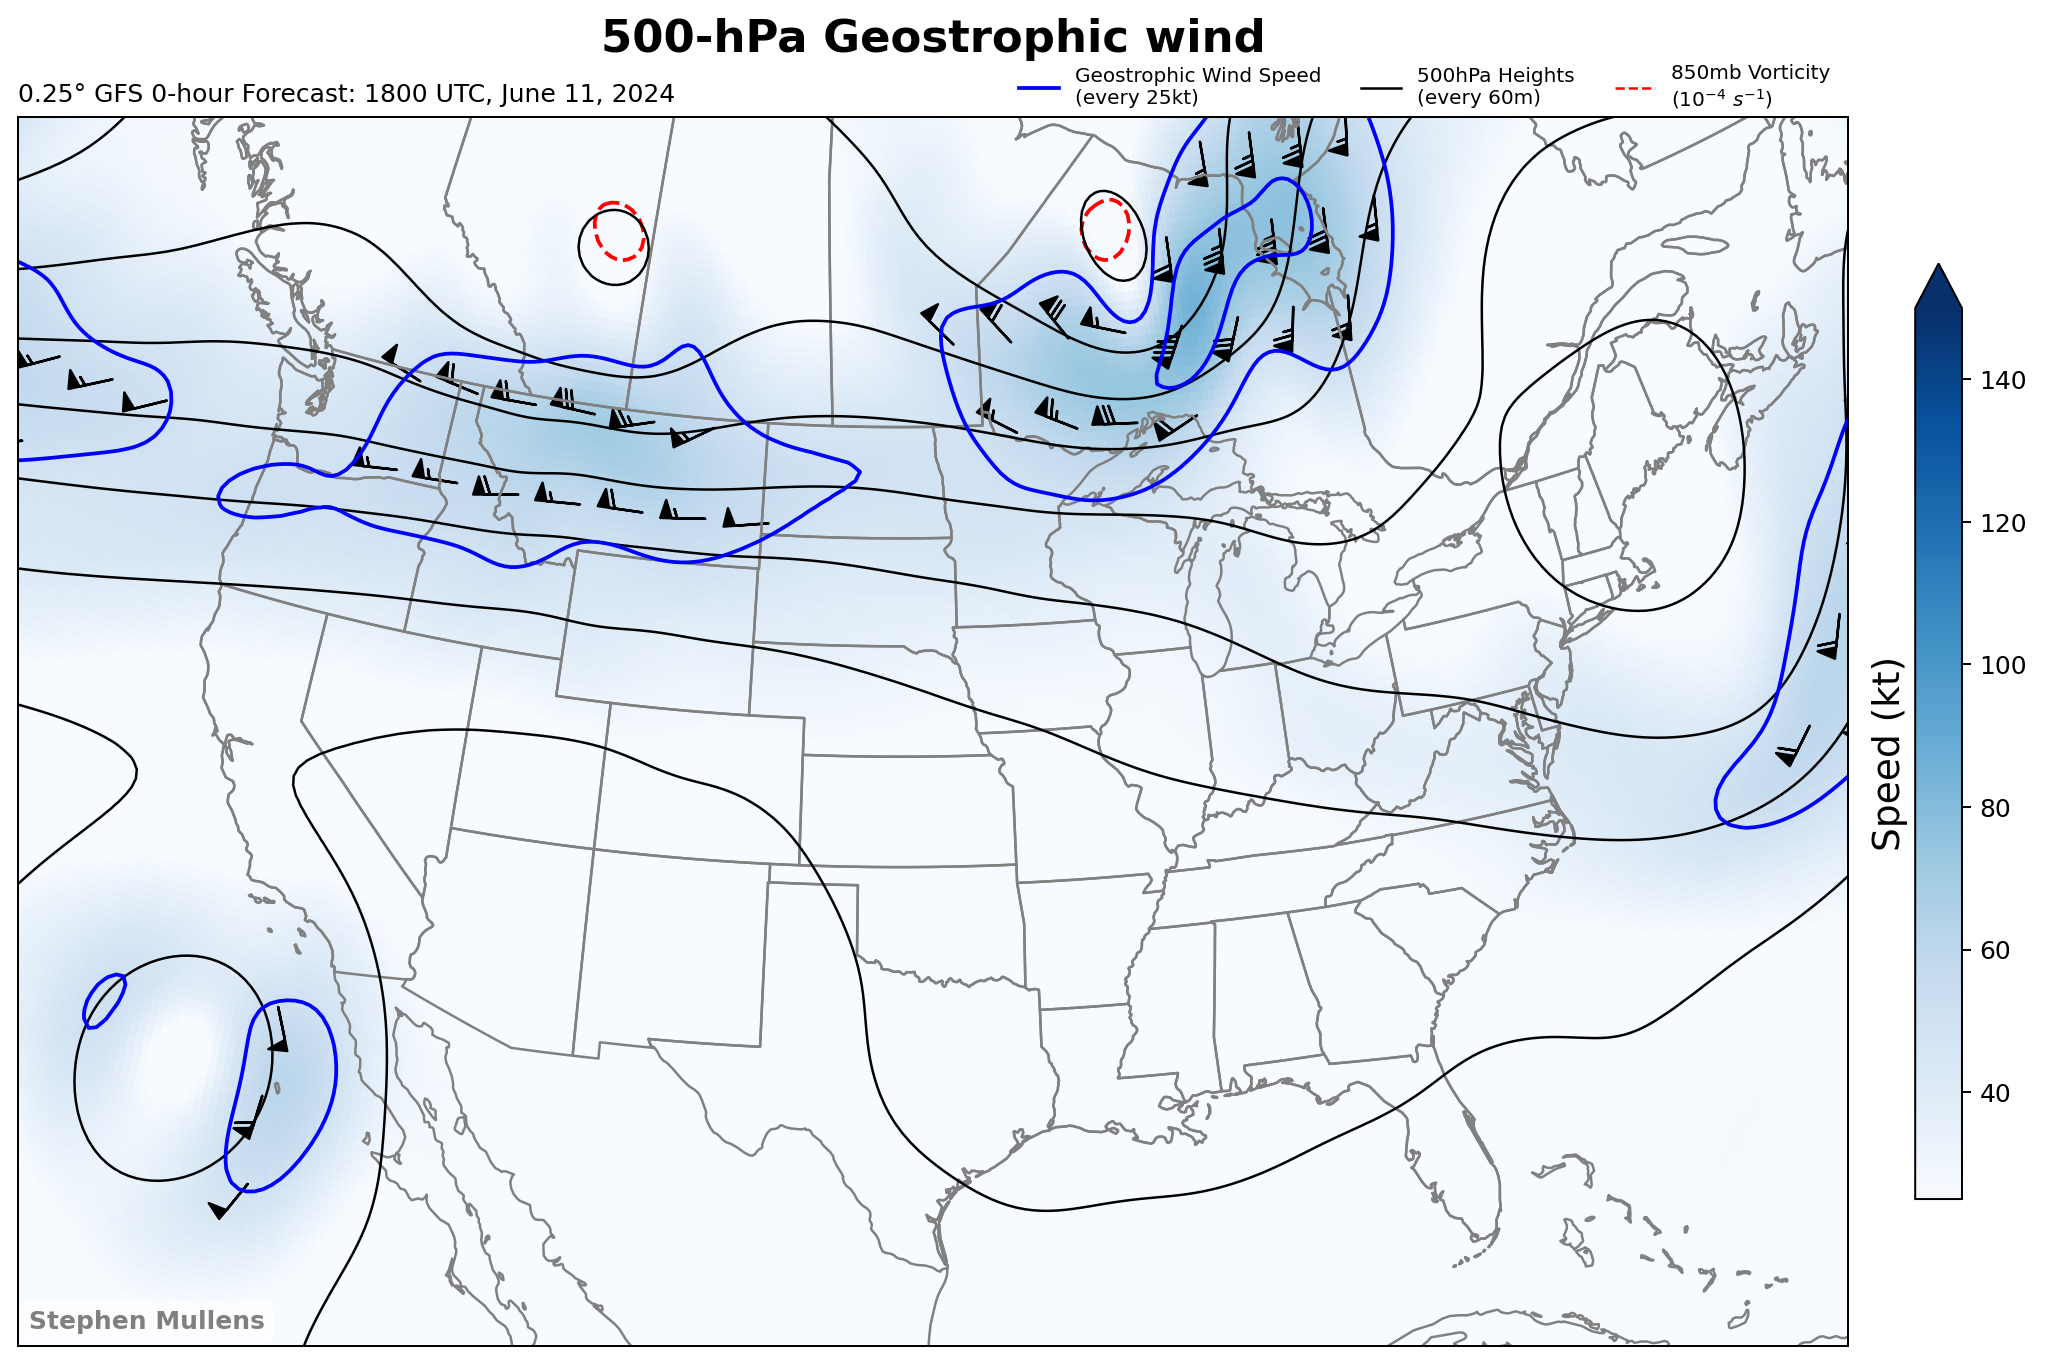 500-hPa Geostrophic wind
0.25° GFS 0-hour Forecast: 1800 UTC, June 11, 2024
Geostrophic Wind Speed
(every 25kt)
500hPa Heights
(every 60m)
850mb Vorticity
(10⁻⁴ s⁻¹)
140
120
100
80
60
40
Speed (kt)
Stephen Mullens